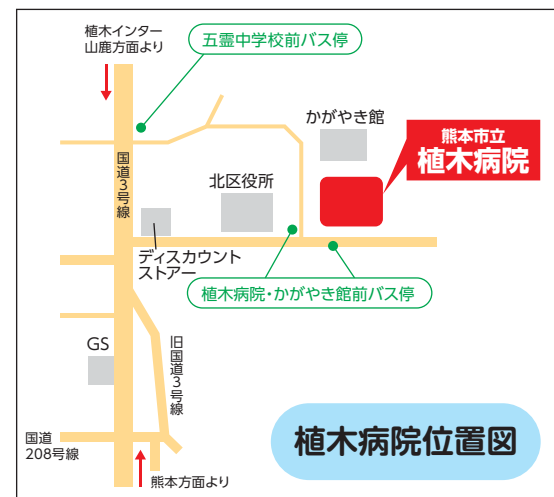 植木インター
山鹿方面より
五霊中学校前バス停
かがやき館
熊本市立
植木病院
国道3号線
北区役所
ディスカウント
ストアー
植木病院・かがやき館前バス停
GS
旧国道3号線
国道
208号線
熊本方面より
植木病院位置図